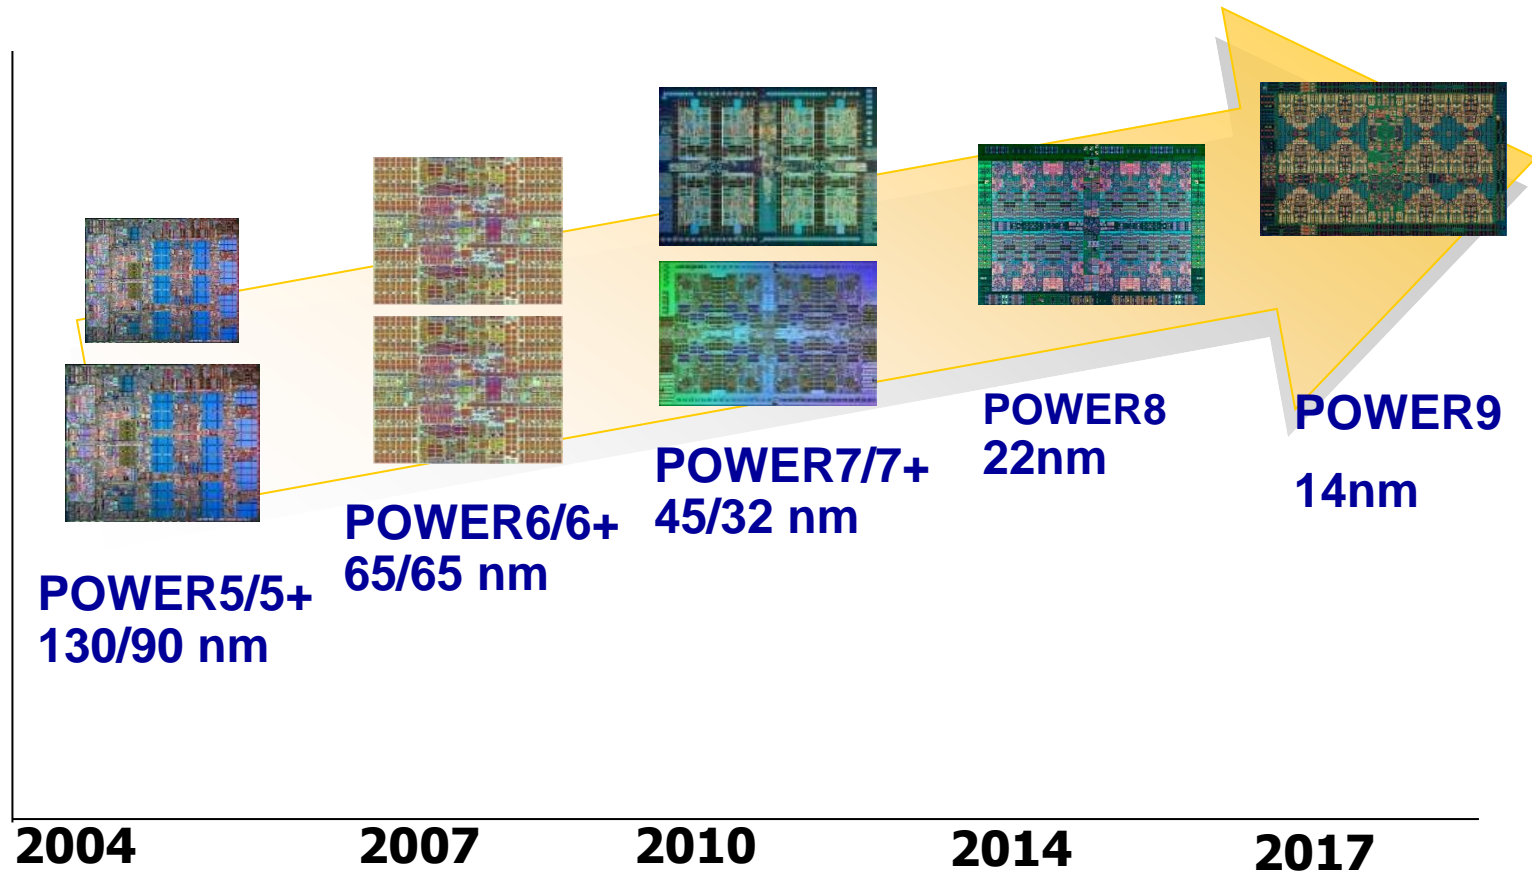 POWER5/5+
130/90 nm
POWER6/6+
65/65 nm
POWER7/7+
45/32 nm
POWER8
22nm
POWER9
14nm
2004
2007
2010
2014
2017